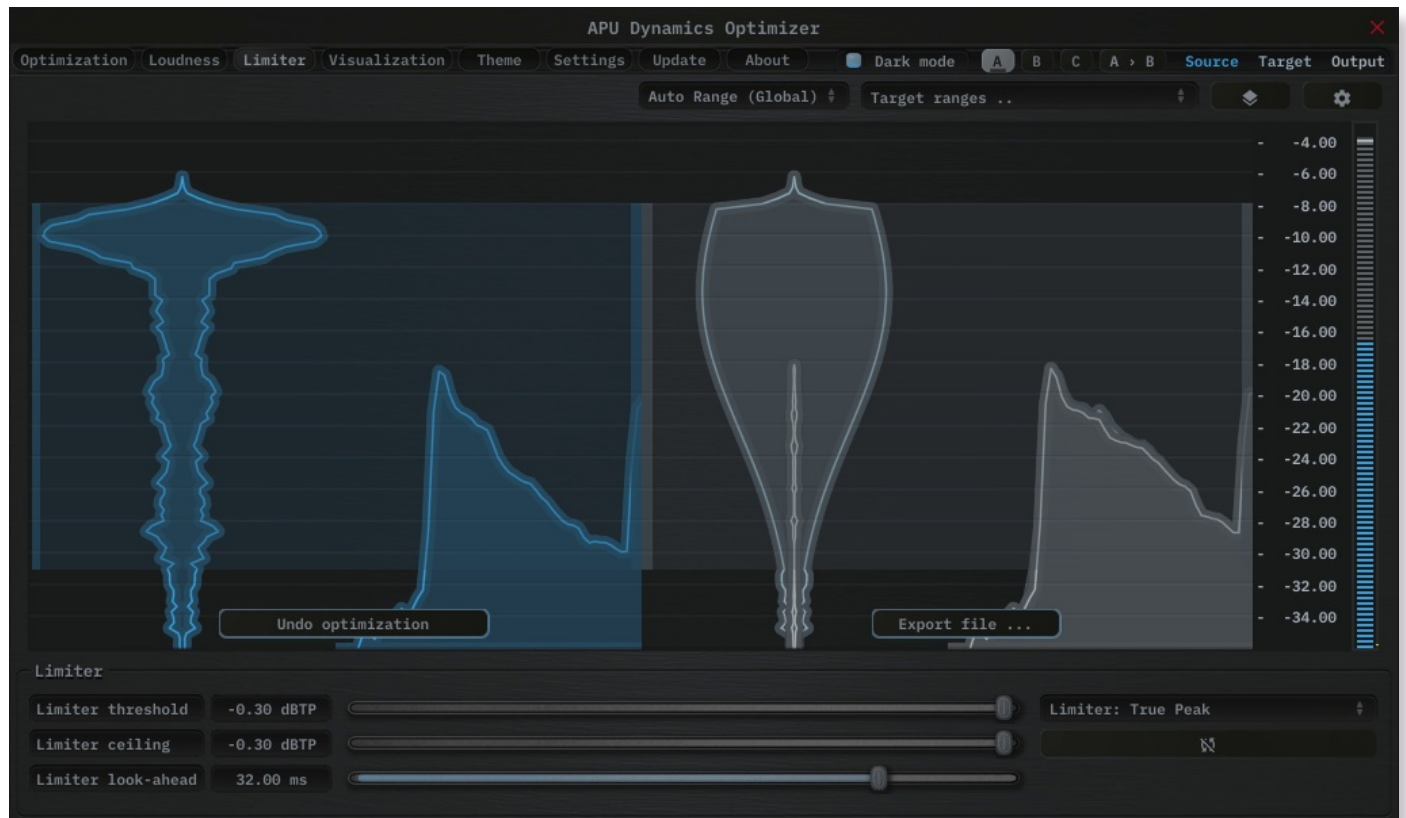 APU Dynamics Optimizer
Optimization Loudness Limiter Visualization Theme Settings Update About Dark mode A B C A › B Source Target Output
Auto Range (Global) Target ranges ..
- -4.00
- -6.00
- -8.00
- -10.00
- -12.00
- -14.00
- -16.00
- -18.00
- -20.00
- -22.00
- -24.00
- -26.00
- -28.00
- -30.00
- -32.00
- -34.00
Undo optimization Export file ...
Limiter
Limiter threshold -0.30 dBTP Limiter: True Peak
Limiter ceiling -0.30 dBTP
Limiter look-ahead 32.00 ms